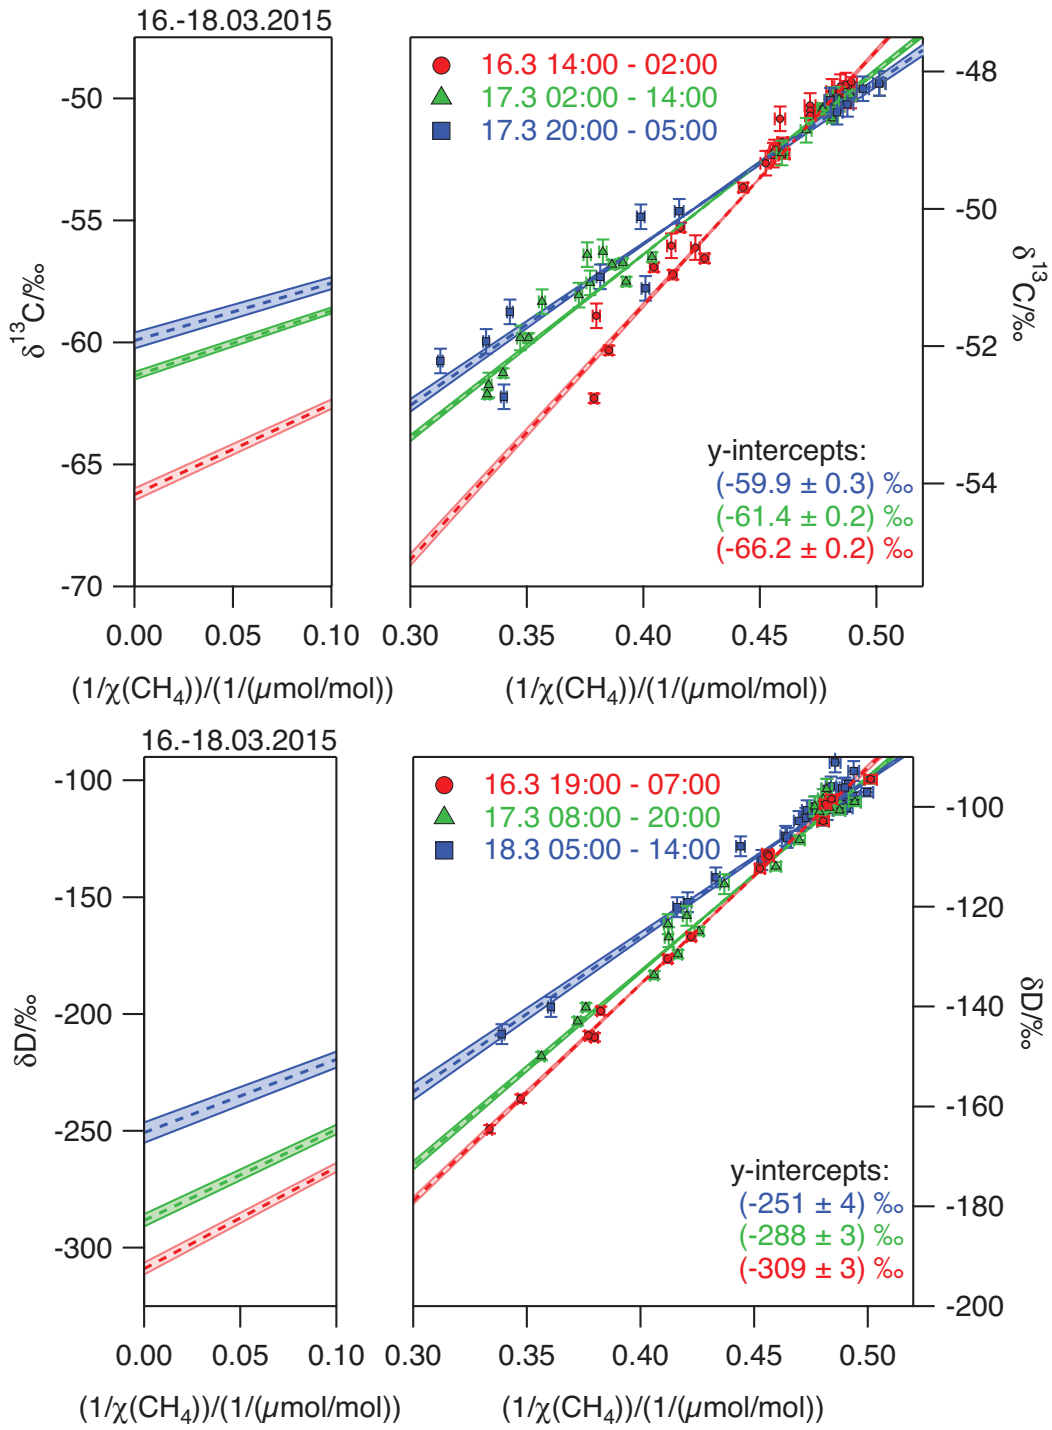 16.-18.03.2015
-50
-55
-60
-65
-70
δ¹³C/‰
0.00 0.05 0.10
(1/χ(CH₄))/(1/(µmol/mol))
16.3 14:00 - 02:00
17.3 02:00 - 14:00
17.3 20:00 - 05:00
y-intercepts:
(-59.9 ± 0.3) ‰
(-61.4 ± 0.2) ‰
(-66.2 ± 0.2) ‰
-48
-50
-52
-54
δ¹³C/‰
0.30 0.35 0.40 0.45 0.50
(1/χ(CH₄))/(1/(µmol/mol))
16.-18.03.2015
-100
-150
-200
-250
-300
δD/‰
0.00 0.05 0.10
(1/χ(CH₄))/(1/(µmol/mol))
16.3 19:00 - 07:00
17.3 08:00 - 20:00
18.3 05:00 - 14:00
y-intercepts:
(-251 ± 4) ‰
(-288 ± 3) ‰
(-309 ± 3) ‰
-100
-120
-140
-160
-180
-200
δD/‰
0.30 0.35 0.40 0.45 0.50
(1/χ(CH₄))/(1/(µmol/mol))